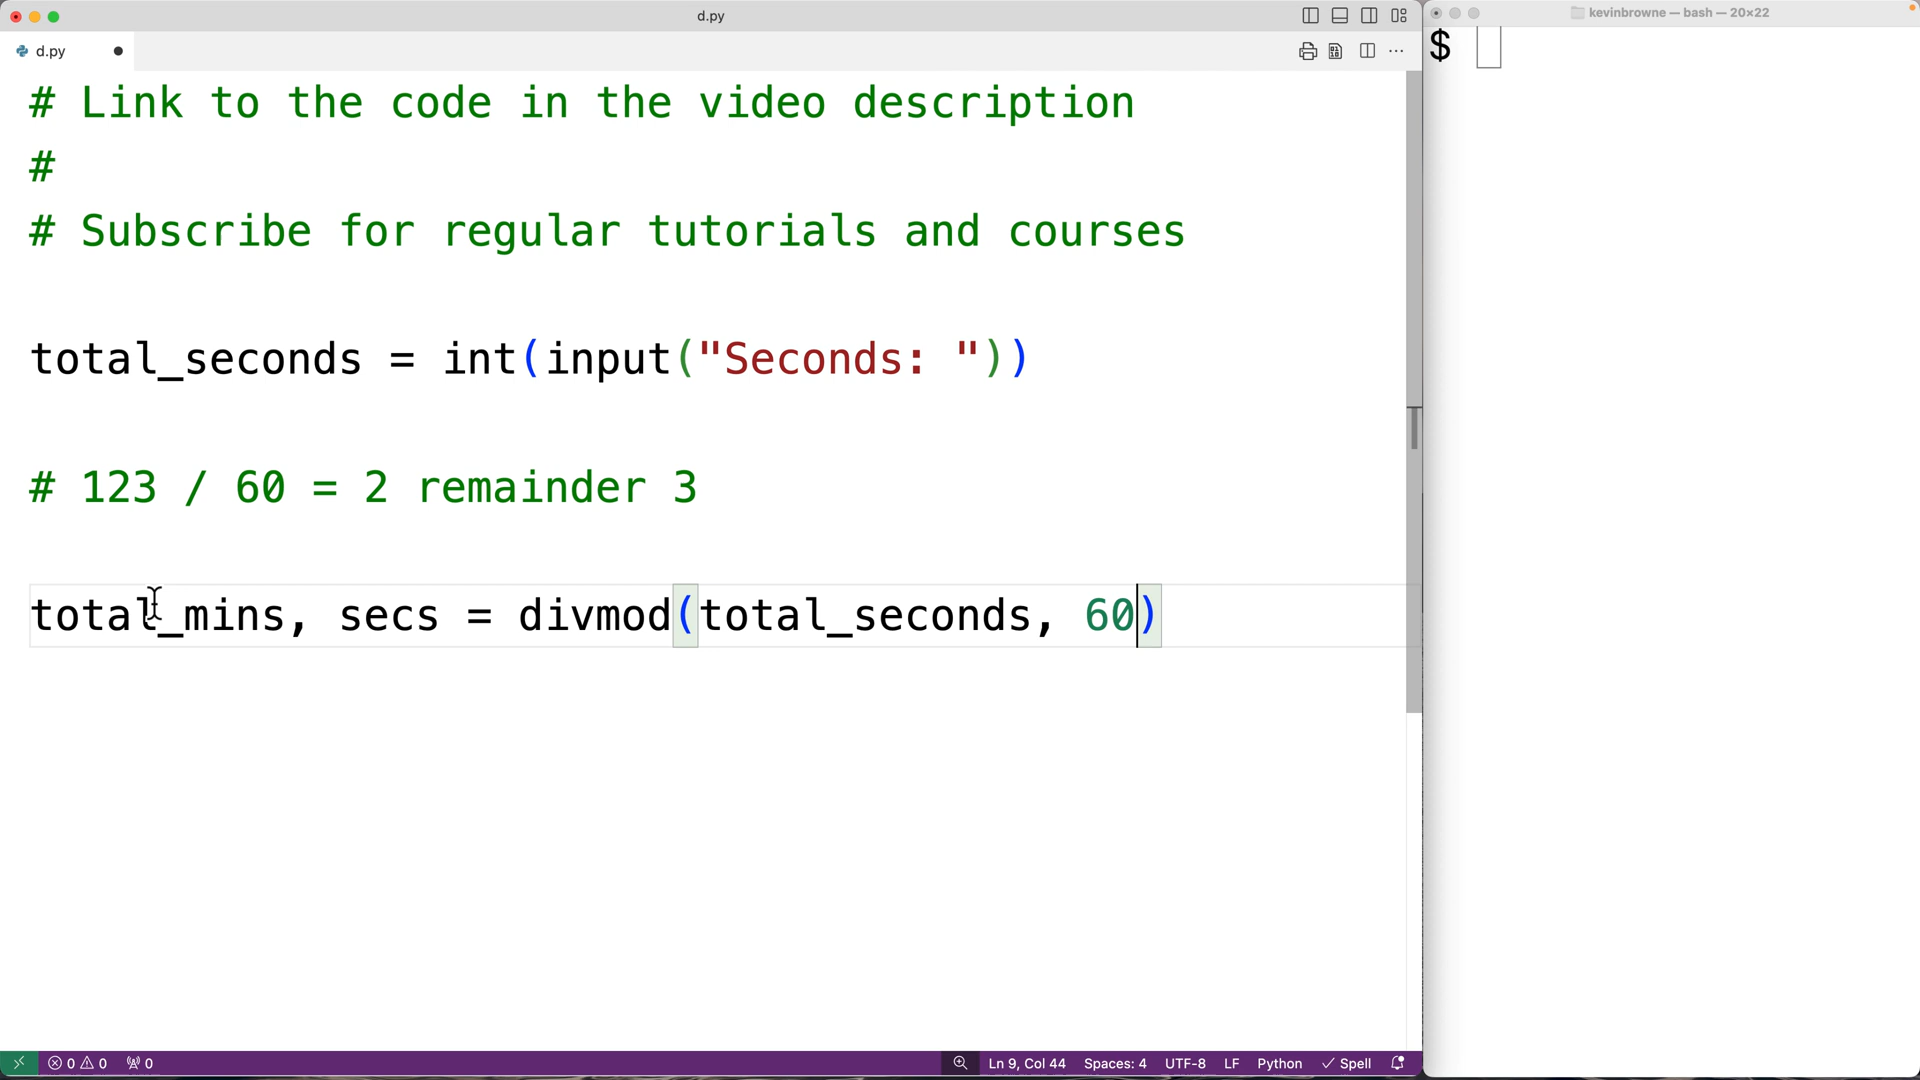 d.py
kevinbrowne — bash — 20×22
d.py
$
# Link to the code in the video description
#
# Subscribe for regular tutorials and courses
total_seconds = int(input("Seconds: "))
# 123 / 60 = 2 remainder 3
total_mins, secs = divmod(total_seconds, 60)
0 0 0 Ln 9, Col 44 Spaces: 4 UTF-8 LF Python Spell